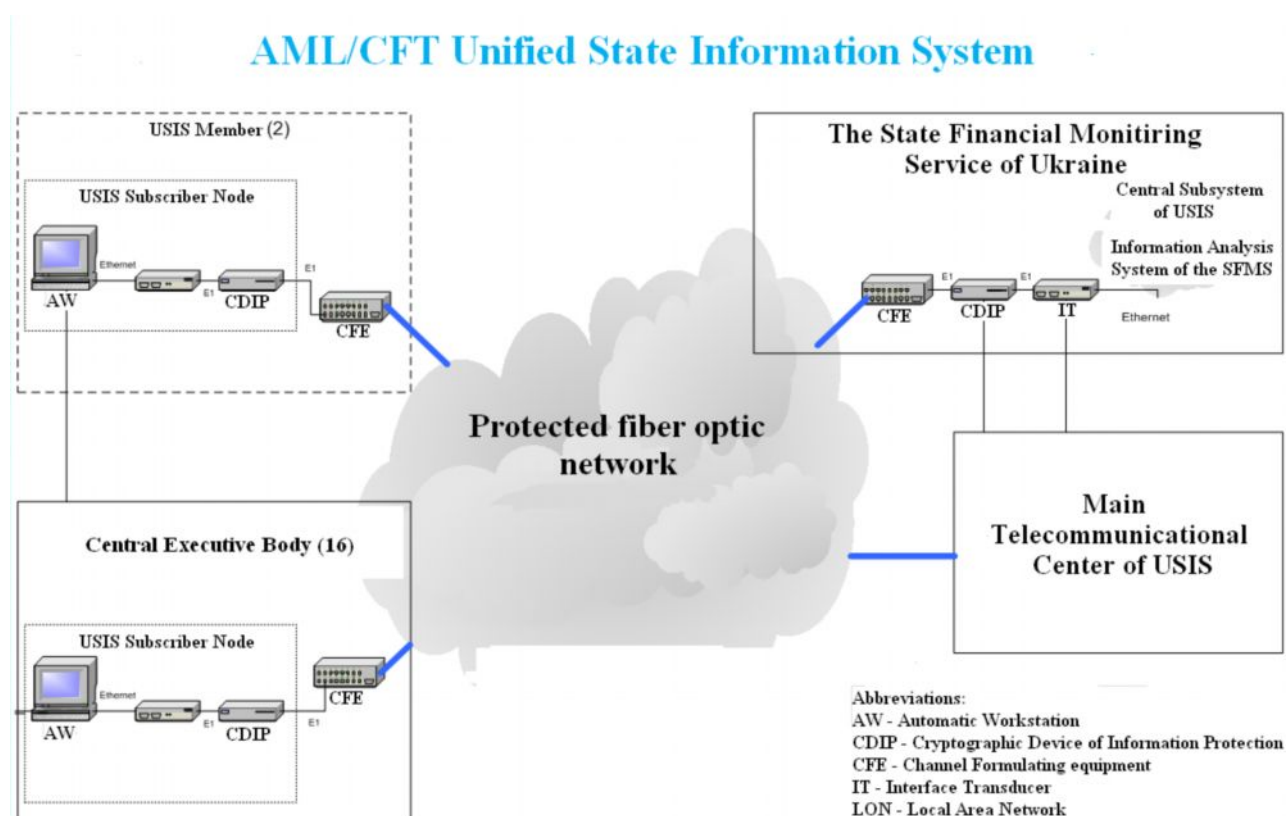 AML/CFT Unified State Information System
USIS Member (2)
USIS Subscriber Node
Ethernet
E1
E1
AW
CDIP
CFE
The State Financial Monitiring
Service of Ukraine
Central Subsystem
of USIS
Information Analysis
System of the SFMS
E1
E1
CFE
CDIP
IT
Ethernet
Protected fiber optic
network
Central Executive Body (16)
USIS Subscriber Node
Ethernet
E1
E1
AW
CDIP
CFE
Main
Telecommunicational
Center of USIS
Abbreviations:
AW - Automatic Workstation
CDIP - Cryptographic Device of Information Protection
CFE - Channel Formulating equipment
IT - Interface Transducer
LON - Local Area Network